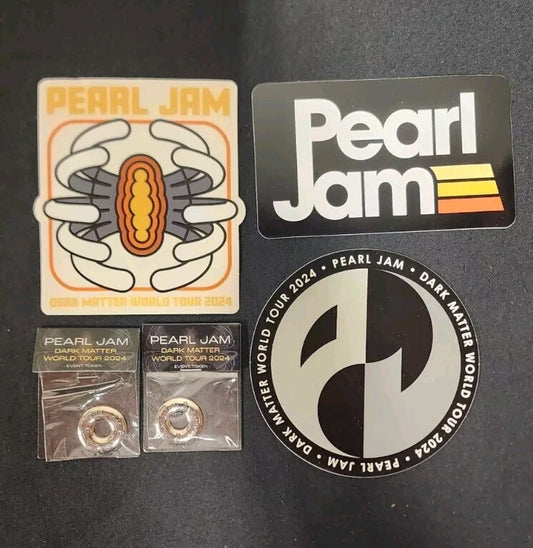 PEARL JAM
DARK MATTER WORLD TOUR 2024
Pearl
Jam
PEARL JAM • DARK MATTER WORLD TOUR 2024 • PEARL JAM • DARK MATTER WORLD TOUR 2024 •
PEARL JAM
DARK MATTER
WORLD TOUR 2024
EVENT TOKEN
PEARL JAM
DARK MATTER
WORLD TOUR 2024
EVENT TOKEN